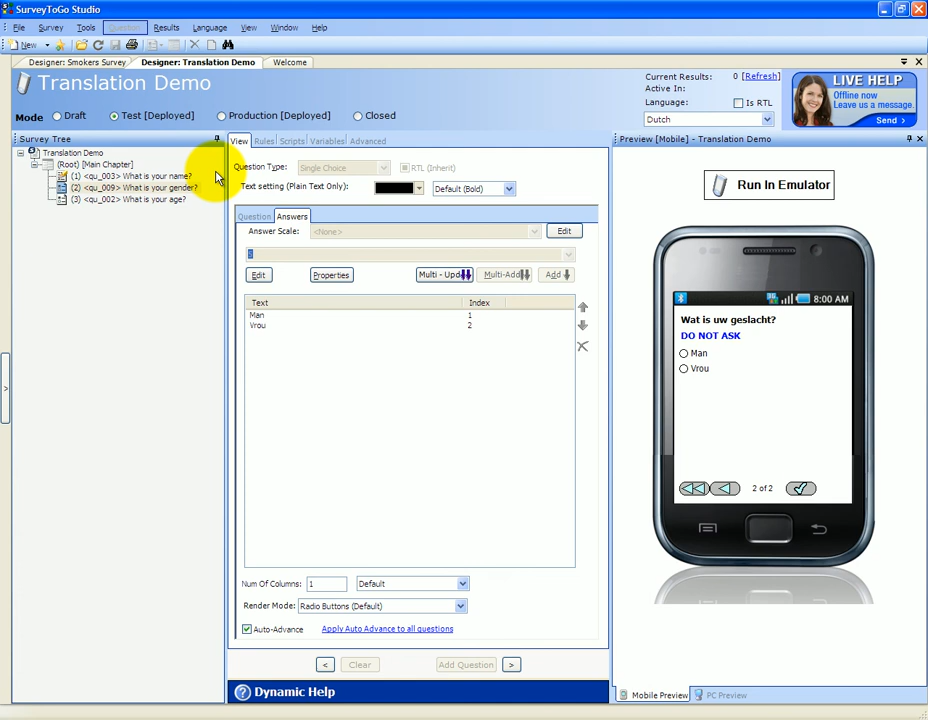 SurveyToGo Studio
File Survey Tools Question Results Language View Window Help
New
Designer: Smokers Survey Designer: Translation Demo Welcome
Translation Demo
Current Results: 0 [Refresh]
Active In:
Language: Is RTL
Dutch
LIVE HELP
Offline now
Leave us a message.
Send >
Mode Draft Test [Deployed] Production [Deployed] Closed
Survey Tree
Translation Demo
(Root) [Main Chapter]
(1) <qu_003> What is your name?
(2) <qu_009> What is your gender?
(3) <qu_002> What is your age?
View Rules Scripts Variables Advanced
Question Type: Single Choice RTL (Inherit)
Text setting (Plain Text Only): Default (Bold)
Question Answers
Answer Scale: <None> Edit
Edit Properties Multi - Upd Multi-Add Add
Text Index
Man 1
Vrou 2
Num Of Columns: 1 Default
Render Mode: Radio Buttons (Default)
Auto-Advance Apply Auto Advance to all questions
< Clear Add Question >
Dynamic Help
Preview [Mobile] - Translation Demo
Run In Emulator
8:00 AM
Wat is uw geslacht?
DO NOT ASK
Man
Vrou
2 of 2
Mobile Preview PC Preview